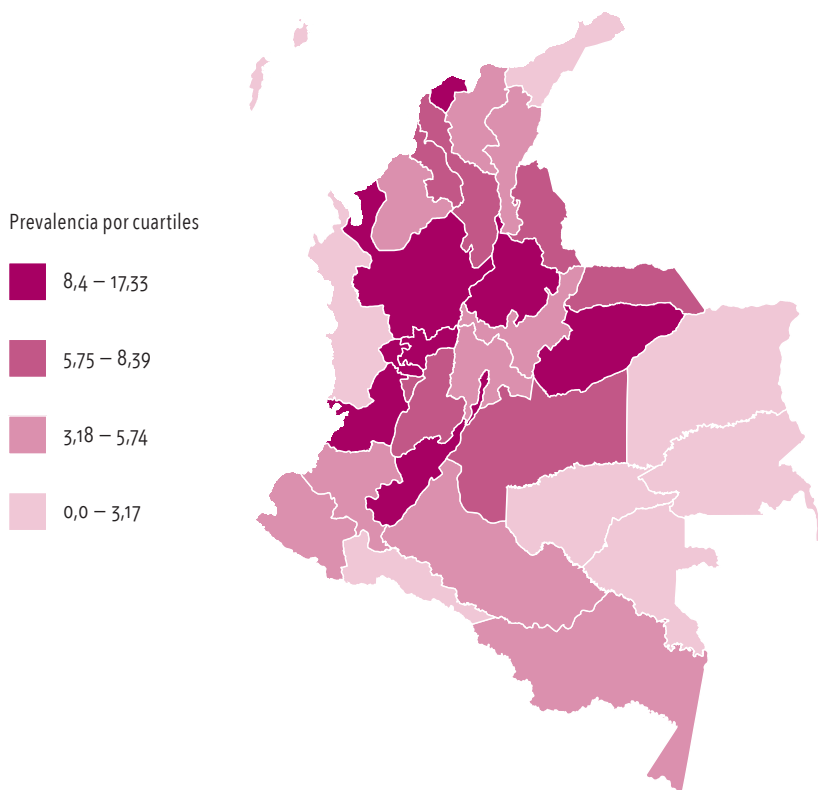 Prevalencia por cuartiles
8,4 – 17,33
5,75 – 8,39
3,18 – 5,74
0,0 – 3,17